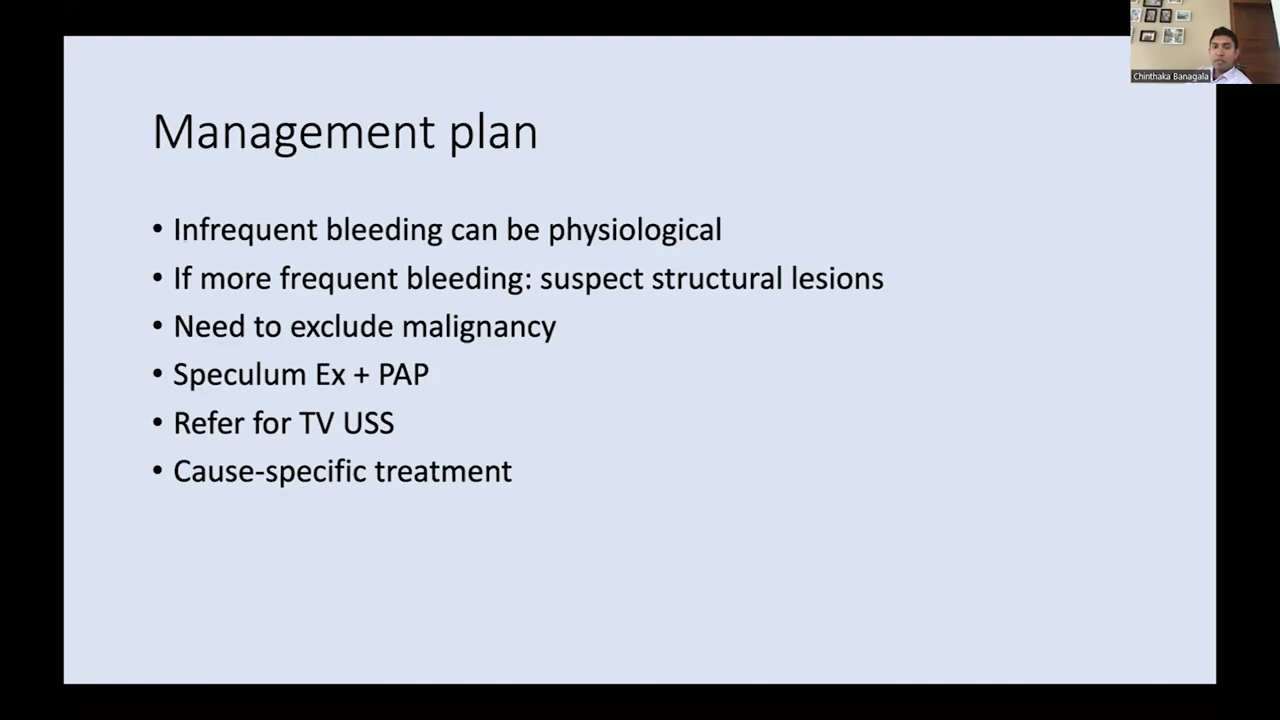 Chinthaka Banagala
Management plan
• Infrequent bleeding can be physiological
• If more frequent bleeding: suspect structural lesions
• Need to exclude malignancy
• Speculum Ex + PAP
• Refer for TV USS
• Cause-specific treatment